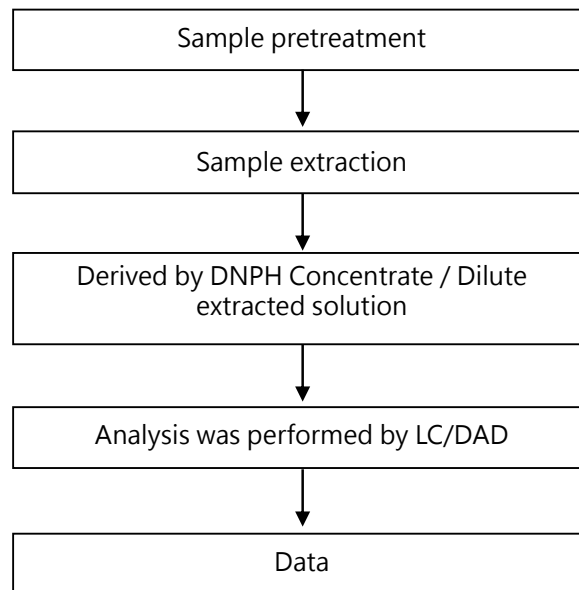 Sample pretreatment
Sample extraction
Derived by DNPH Concentrate / Dilute
extracted solution
Analysis was performed by LC/DAD
Data